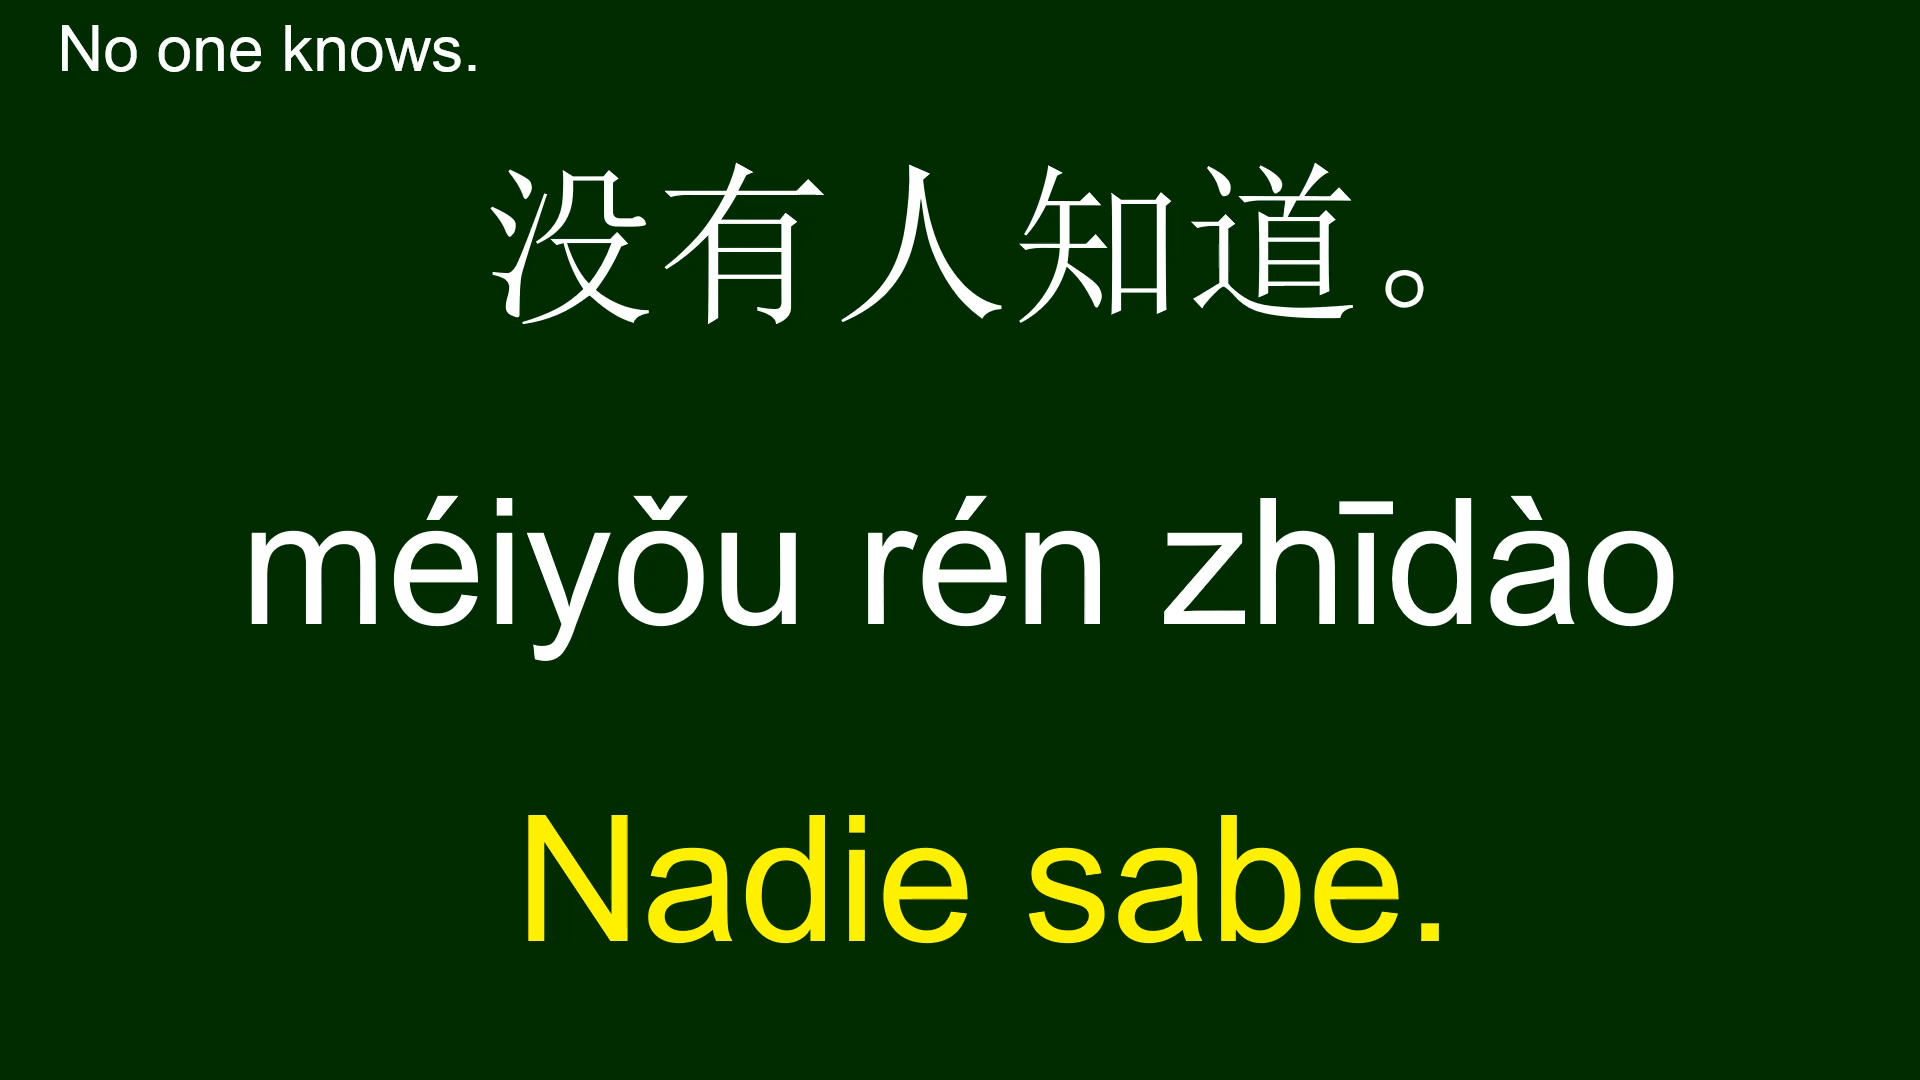 No one knows.
没有人知道。
méiyǒu rén zhīdào
Nadie sabe.